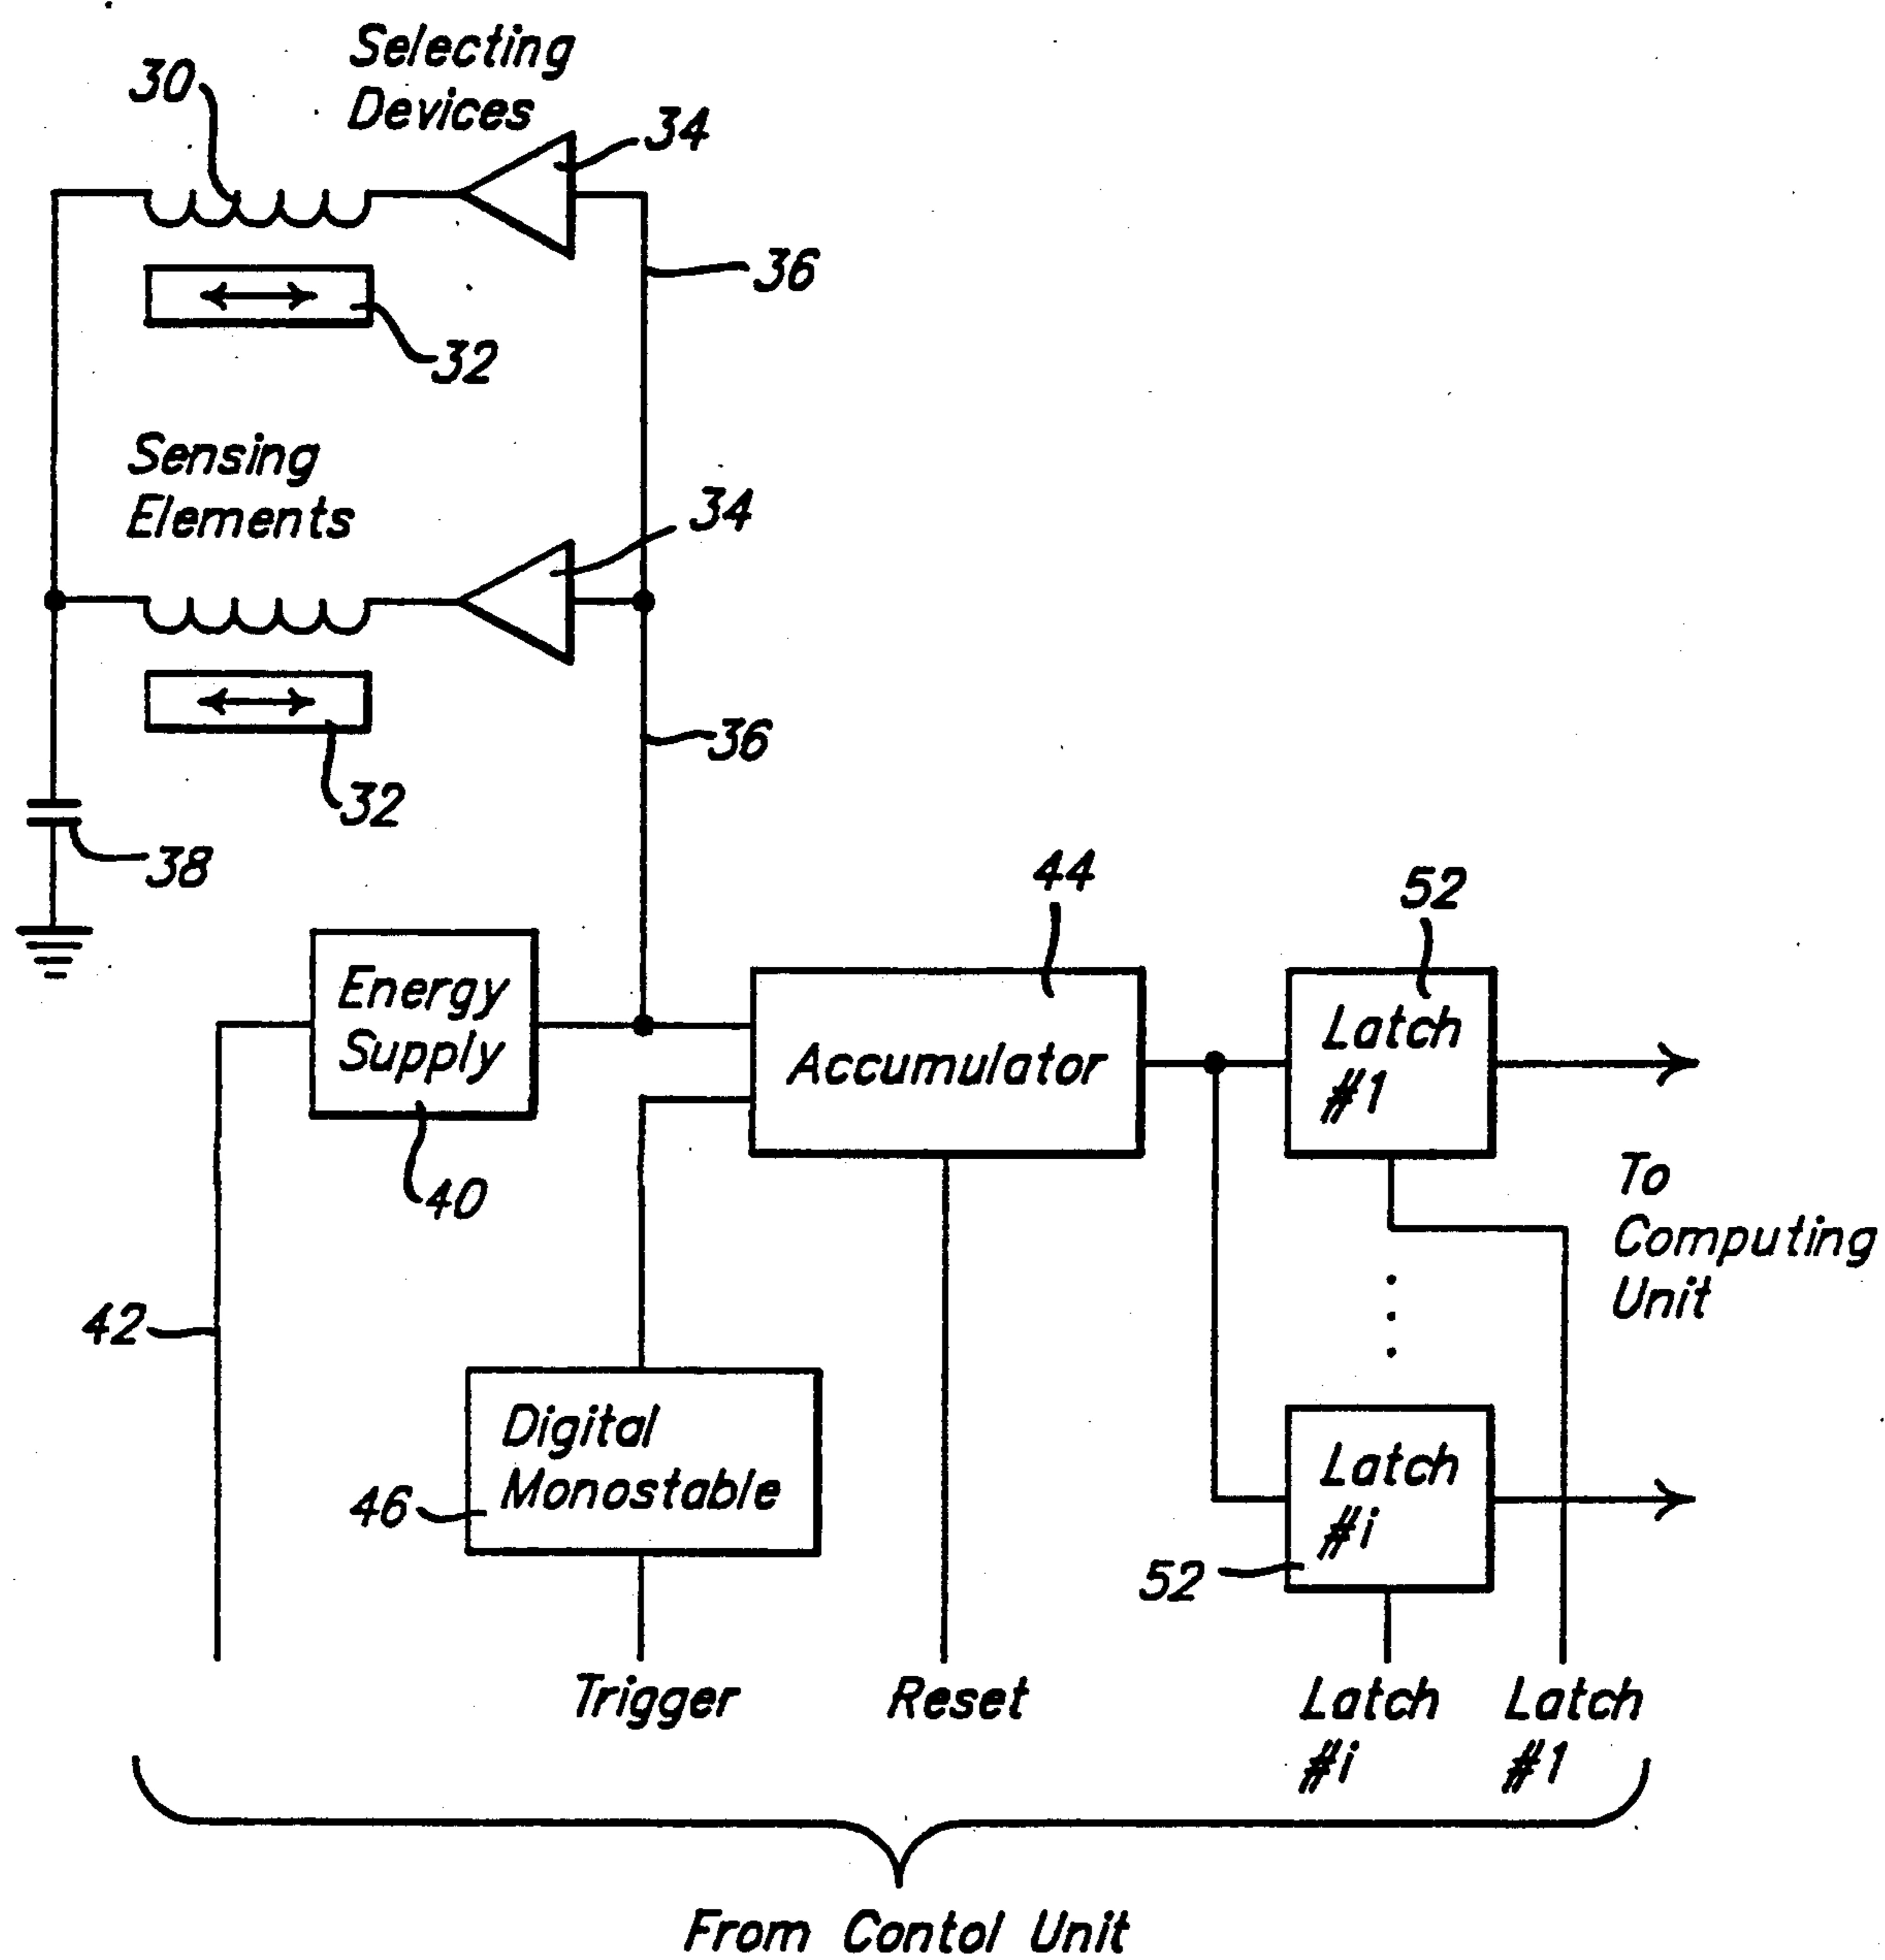 Selecting
Devices
30
34
36
32
Sensing
Elements
34
36
32
38
44
52
Energy
Supply
Accumulator
Latch
#1
40
To
Computing
Unit
42
Digital
Monostable
46
Latch
#i
52
Trigger
Reset
Latch
#i
Latch
#1
From Contol Unit